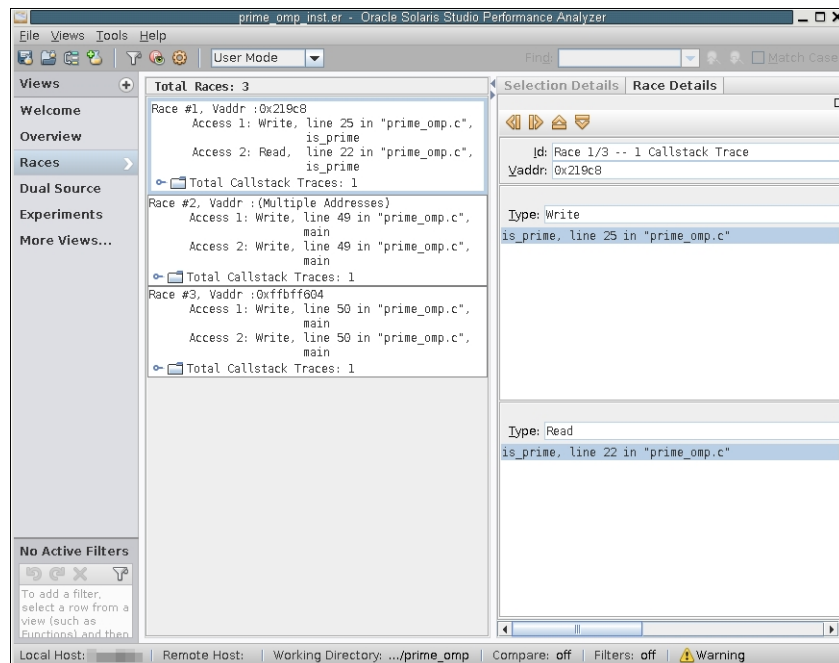 prime_omp_inst.er - Oracle Solaris Studio Performance Analyzer
File Views Tools Help
User Mode
Find:
Match Case
Views
Welcome
Overview
Races
Dual Source
Experiments
More Views...
Total Races: 3
Race #1, Vaddr :0x219c8
Access 1: Write, line 25 in "prime_omp.c",
is_prime
Access 2: Read, line 22 in "prime_omp.c",
is_prime
Total Callstack Traces: 1
Race #2, Vaddr :(Multiple Addresses)
Access 1: Write, line 49 in "prime_omp.c",
main
Access 2: Write, line 49 in "prime_omp.c",
main
Total Callstack Traces: 1
Race #3, Vaddr :0xffbff604
Access 1: Write, line 50 in "prime_omp.c",
main
Access 2: Write, line 50 in "prime_omp.c",
main
Total Callstack Traces: 1
Selection Details Race Details
Id: Race 1/3 -- 1 Callstack Trace
Vaddr: 0x219c8
Type: Write
is_prime, line 25 in "prime_omp.c"
Type: Read
is_prime, line 22 in "prime_omp.c"
No Active Filters
To add a filter,
select a row from a
view (such as
Functions) and then
Local Host: Remote Host: Working Directory: .../prime_omp Compare: off Filters: off Warning